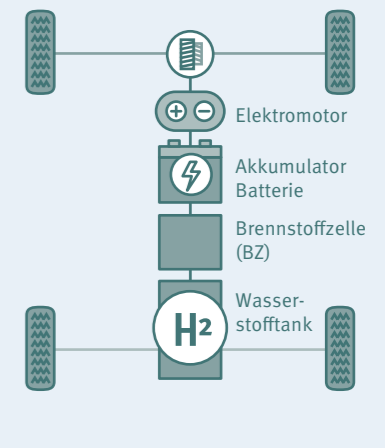 Elektromotor
Akkumulator
Batterie
Brennstoffzelle
(BZ)
Wasser-
stofftank
H2